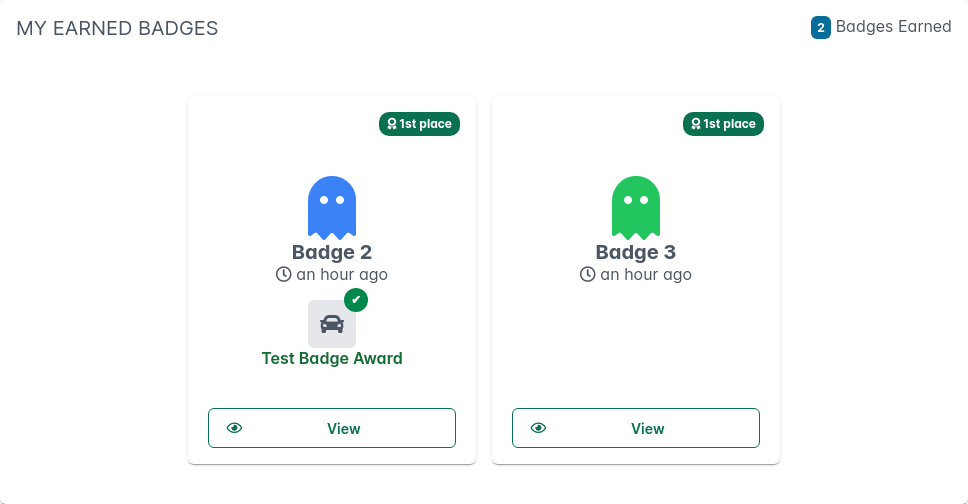 MY EARNED BADGES
2 Badges Earned
1st place
Badge 2
an hour ago
Test Badge Award
View
1st place
Badge 3
an hour ago
View